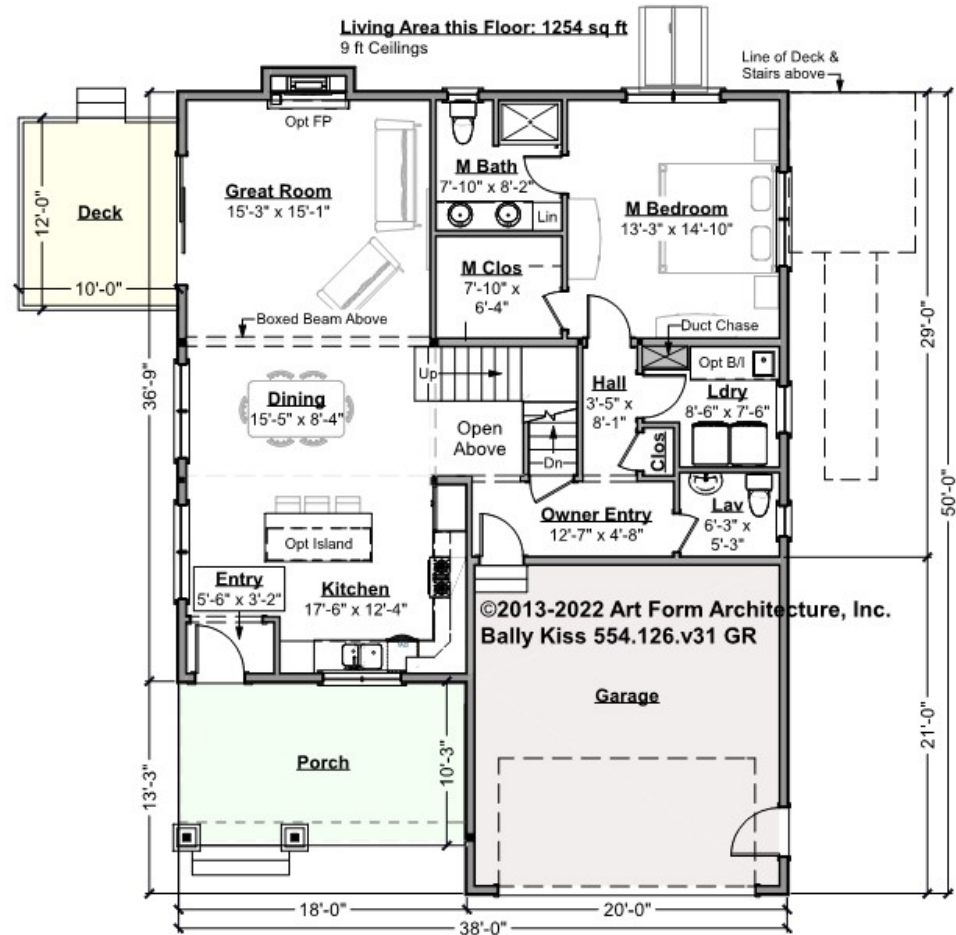 Living Area this Floor: 1254 sq ft
9 ft Ceilings
Line of Deck &
Stairs above
Opt FP
M Bath
7'-10" x 8'-2"
Great Room
15'-3" x 15'-1"
Lin
M Bedroom
13'-3" x 14'-10"
Deck
12'-0"
10'-0"
M Clos
7'-10" x
6'-4"
Boxed Beam Above
Duct Chase
29'-0"
36'-9"
Up
Opt B/I
Hall
3'-5" x
8'-1"
Ldry
8'-6" x 7'-6"
Dining
15'-5" x 8'-4"
Open
Above
Clos
Dn
50'-0"
Owner Entry
12'-7" x 4'-8"
Lav
6'-3" x
5'-3"
Opt Island
Entry
5'-6" x 3'-2"
Kitchen
17'-6" x 12'-4"
©2013-2022 Art Form Architecture, Inc.
Bally Kiss 554.126.v31 GR
Garage
21'-0"
Porch
10'-3"
13'-3"
18'-0"
20'-0"
38'-0"